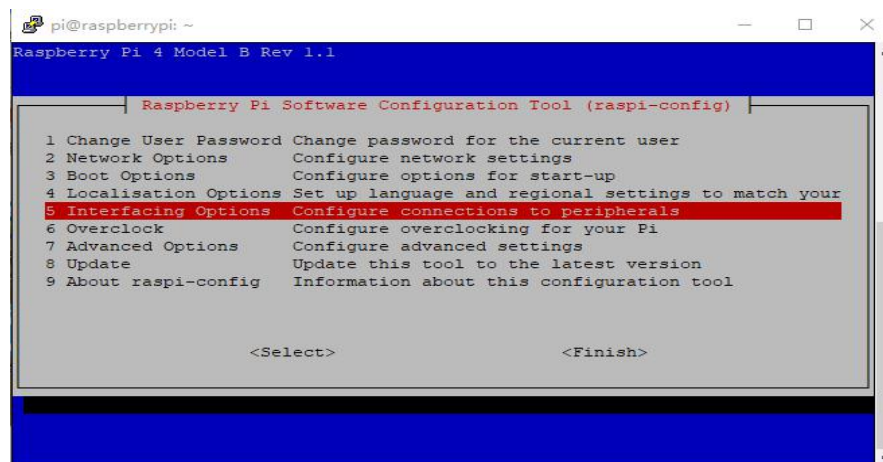 pi@raspberrypi: ~
Raspberry Pi 4 Model B Rev 1.1
Raspberry Pi Software Configuration Tool (raspi-config)
1 Change User Password Change password for the current user
2 Network Options Configure network settings
3 Boot Options Configure options for start-up
4 Localisation Options Set up language and regional settings to match your
5 Interfacing Options Configure connections to peripherals
6 Overclock Configure overclocking for your Pi
7 Advanced Options Configure advanced settings
8 Update Update this tool to the latest version
9 About raspi-config Information about this configuration tool
<Select> <Finish>